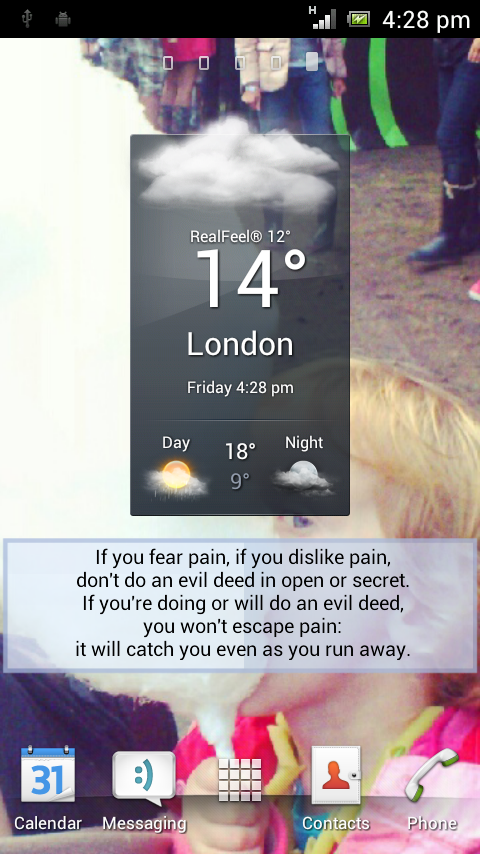 H 4:28 pm
RealFeel® 12°
14°
London
Friday 4:28 pm
Day 18° Night
9°
If you fear pain, if you dislike pain,
don't do an evil deed in open or secret.
If you're doing or will do an evil deed,
you won't escape pain:
it will catch you even as you run away.
31
Calendar Messaging Contacts Phone